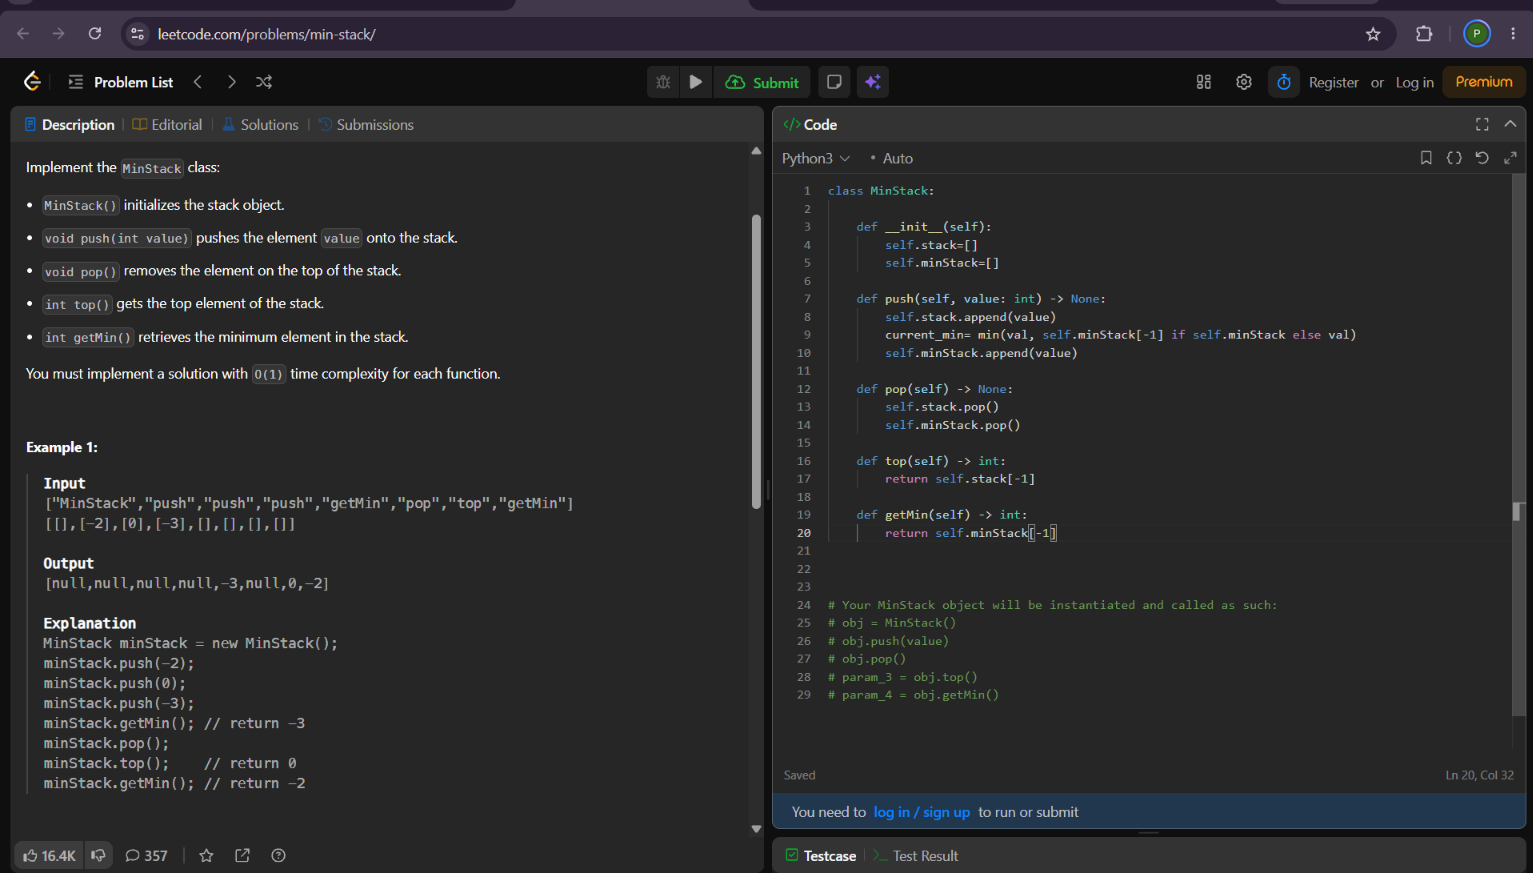 leetcode.com/problems/min-stack/
P
Problem List
Submit
Register or Log in
Premium
Description
Editorial
Solutions
Submissions
Implement the MinStack class:
• MinStack() initializes the stack object.
• void push(int value) pushes the element value onto the stack.
• void pop() removes the element on the top of the stack.
• int top() gets the top element of the stack.
• int getMin() retrieves the minimum element in the stack.
You must implement a solution with O(1) time complexity for each function.
Example 1:
Input
["MinStack","push","push","push","getMin","pop","top","getMin"]
[[],[-2],[0],[-3],[],[],[],[]]
Output
[null,null,null,null,-3,null,0,-2]
Explanation
MinStack minStack = new MinStack();
minStack.push(-2);
minStack.push(0);
minStack.push(-3);
minStack.getMin(); // return -3
minStack.pop();
minStack.top();    // return 0
minStack.getMin(); // return -2
16.4K
357
</> Code
Python3
• Auto
1 class MinStack:
2
3     def __init__(self):
4         self.stack=[]
5         self.minStack=[]
6
7     def push(self, value: int) -> None:
8         self.stack.append(value)
9         current_min= min(val, self.minStack[-1] if self.minStack else val)
10         self.minStack.append(value)
11
12     def pop(self) -> None:
13         self.stack.pop()
14         self.minStack.pop()
15
16     def top(self) -> int:
17         return self.stack[-1]
18
19     def getMin(self) -> int:
20         return self.minStack[-1]
21
22
23
24 # Your MinStack object will be instantiated and called as such:
25 # obj = MinStack()
26 # obj.push(value)
27 # obj.pop()
28 # param_3 = obj.top()
29 # param_4 = obj.getMin()
Saved
Ln 20, Col 32
You need to log in / sign up to run or submit
Testcase
>_ Test Result